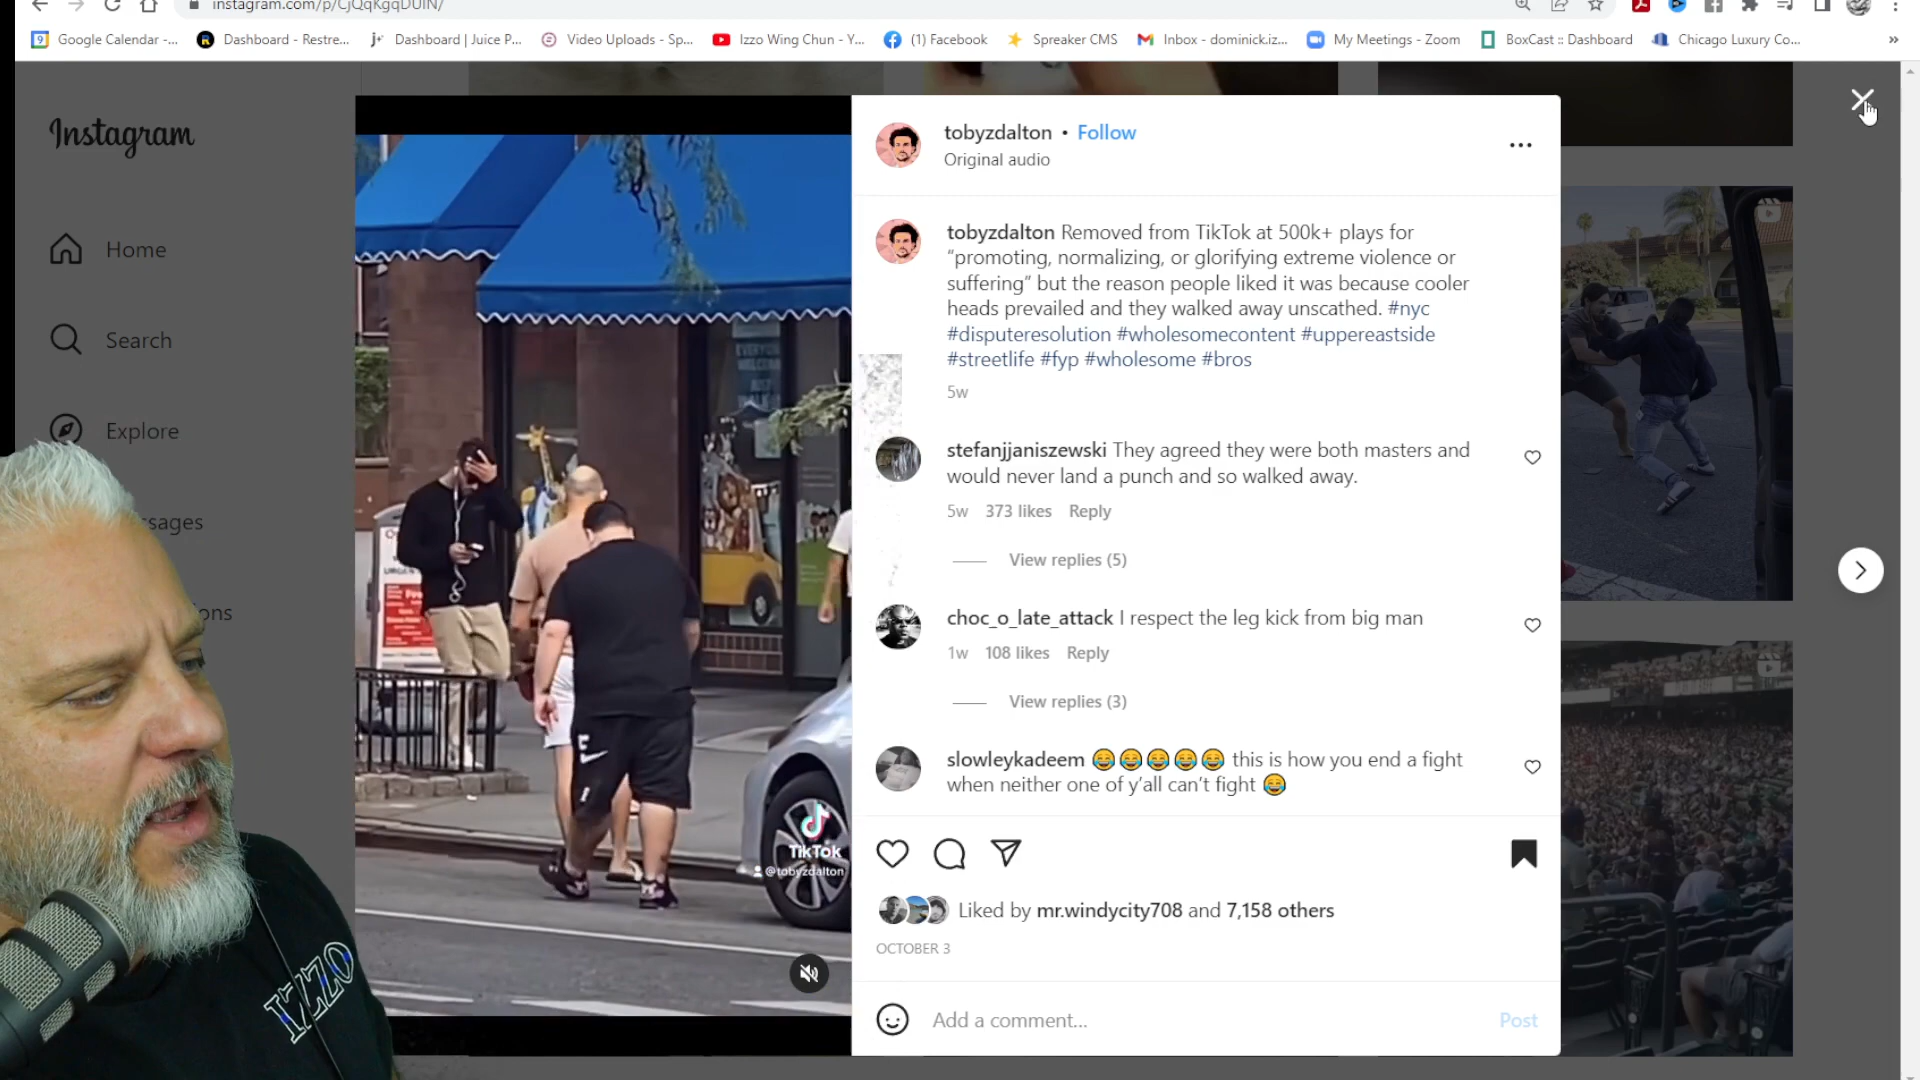 instagram.com/p/CjQqKgqDUIN/
Google Calendar -...
Dashboard - Restre...
Dashboard | Juice P...
Video Uploads - Sp...
Izzo Wing Chun - Y...
(1) Facebook
Spreaker CMS
Inbox - dominick.iz...
My Meetings - Zoom
BoxCast :: Dashboard
Chicago Luxury Co...
Instagram
Home
Search
Explore
ssages
ons
tobyzdalton • Follow
Original audio
tobyzdalton Removed from TikTok at 500k+ plays for
“promoting, normalizing, or glorifying extreme violence or
suffering” but the reason people liked it was because cooler
heads prevailed and they walked away unscathed. #nyc
#disputeresolution #wholesomecontent #uppereastside
#streetlife #fyp #wholesome #bros
5w
stefanjjaniszewski They agreed they were both masters and
would never land a punch and so walked away.
5w 373 likes Reply
View replies (5)
choc_o_late_attack I respect the leg kick from big man
1w 108 likes Reply
View replies (3)
slowleykadeem 😂😂😂😂😂 this is how you end a fight
when neither one of y’all can’t fight 😂
Liked by mr.windycity708 and 7,158 others
OCTOBER 3
Add a comment...
Post
TikTok
@tobyzdalton
IZZO